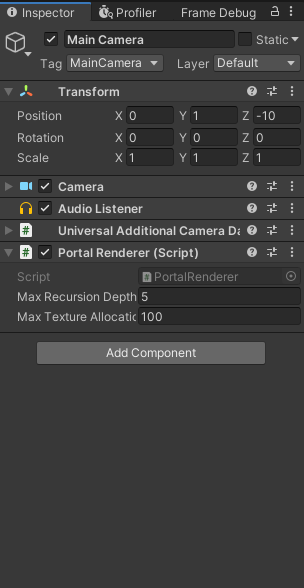 Inspector Profiler Frame Debug
Main Camera Static
Tag MainCamera Layer Default
Transform
Position X 0 Y 1 Z -10
Rotation X 0 Y 0 Z 0
Scale X 1 Y 1 Z 1
Camera
Audio Listener
# Universal Additional Camera Da
# Portal Renderer (Script)
Script # PortalRenderer
Max Recursion Depth 5
Max Texture Allocatio 100
Add Component